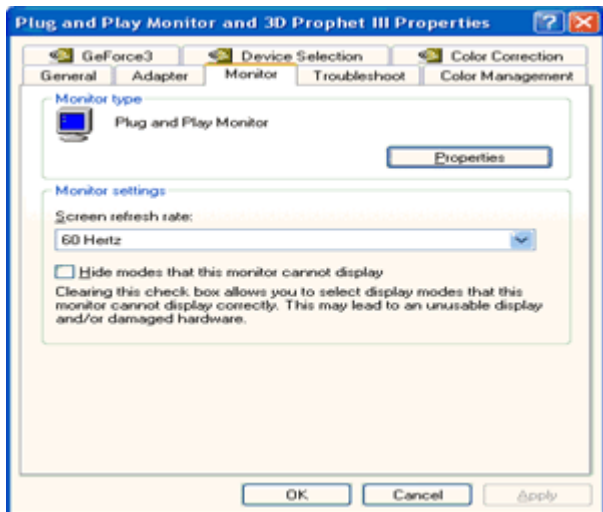 Plug and Play Monitor and 3D Prophet III Properties
GeForce3 Device Selection Color Correction
General Adapter Monitor Troubleshoot Color Management
Monitor type
Plug and Play Monitor
Properties
Monitor settings
Screen refresh rate:
60 Hertz
Hide modes that this monitor cannot display
Clearing this check box allows you to select display modes that this
monitor cannot display correctly. This may lead to an unusable display
and/or damaged hardware.
OK Cancel Apply